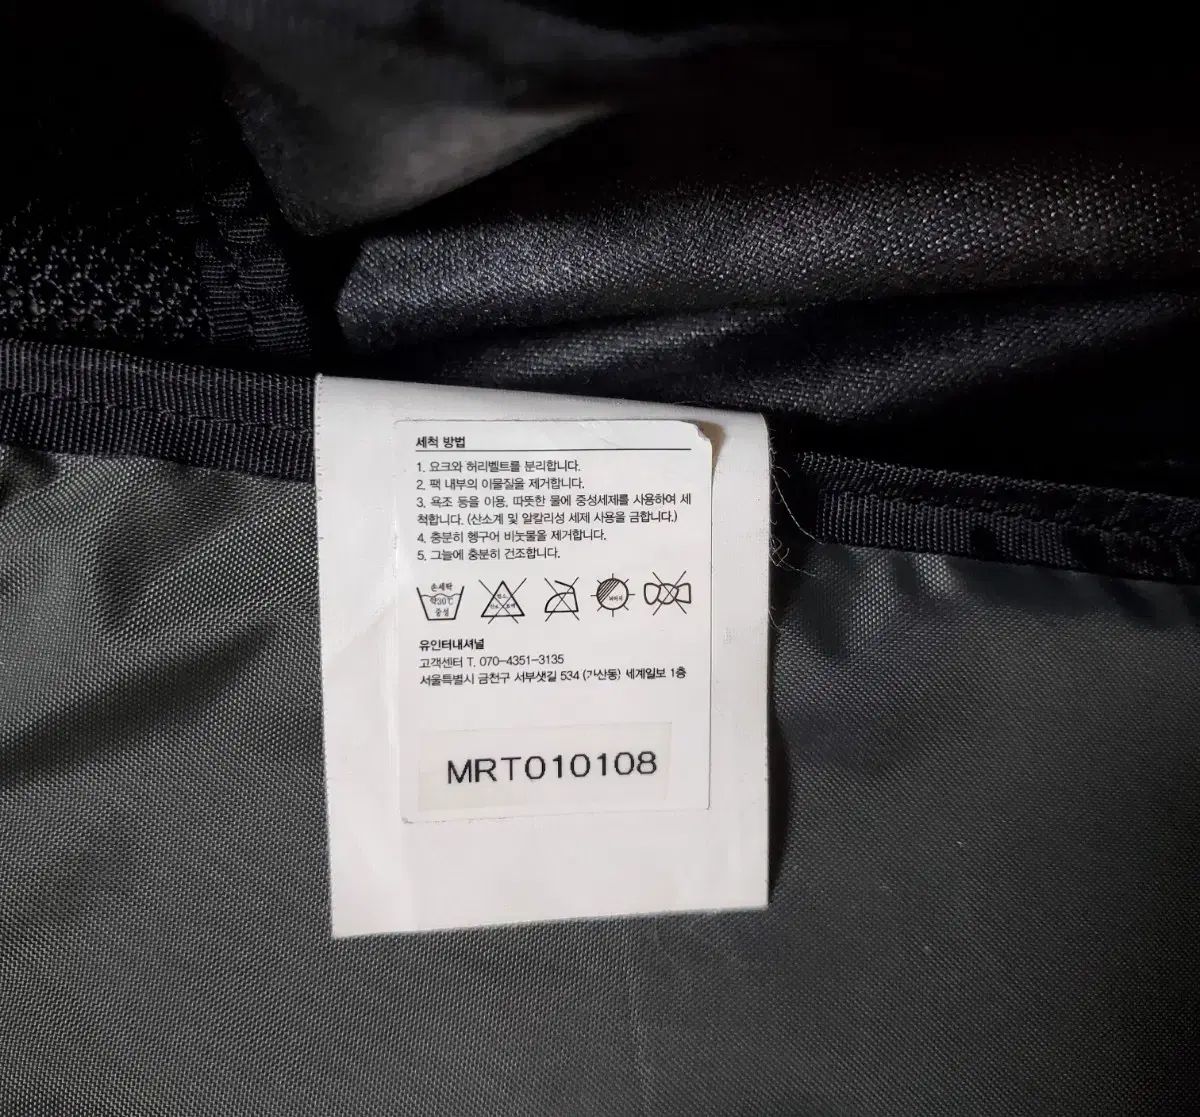 세척 방법
1. 요크와 허리벨트를 분리합니다.
2. 팩 내부의 이물질을 제거합니다.
3. 욕조 등을 이용, 따뜻한 물에 중성세제를 사용하여 세
척합니다. (산소계 및 알칼리성 세제 사용을 금합니다.)
4. 충분히 헹구어 비눗물을 제거합니다.
5. 그늘에 충분히 건조합니다.
손세탁
약30℃
중성
유인터내셔널
고객센터 T. 070-4351-3135
서울특별시 금천구 서부샛길 534 (가산동) 세계일보 1층
MRT010108